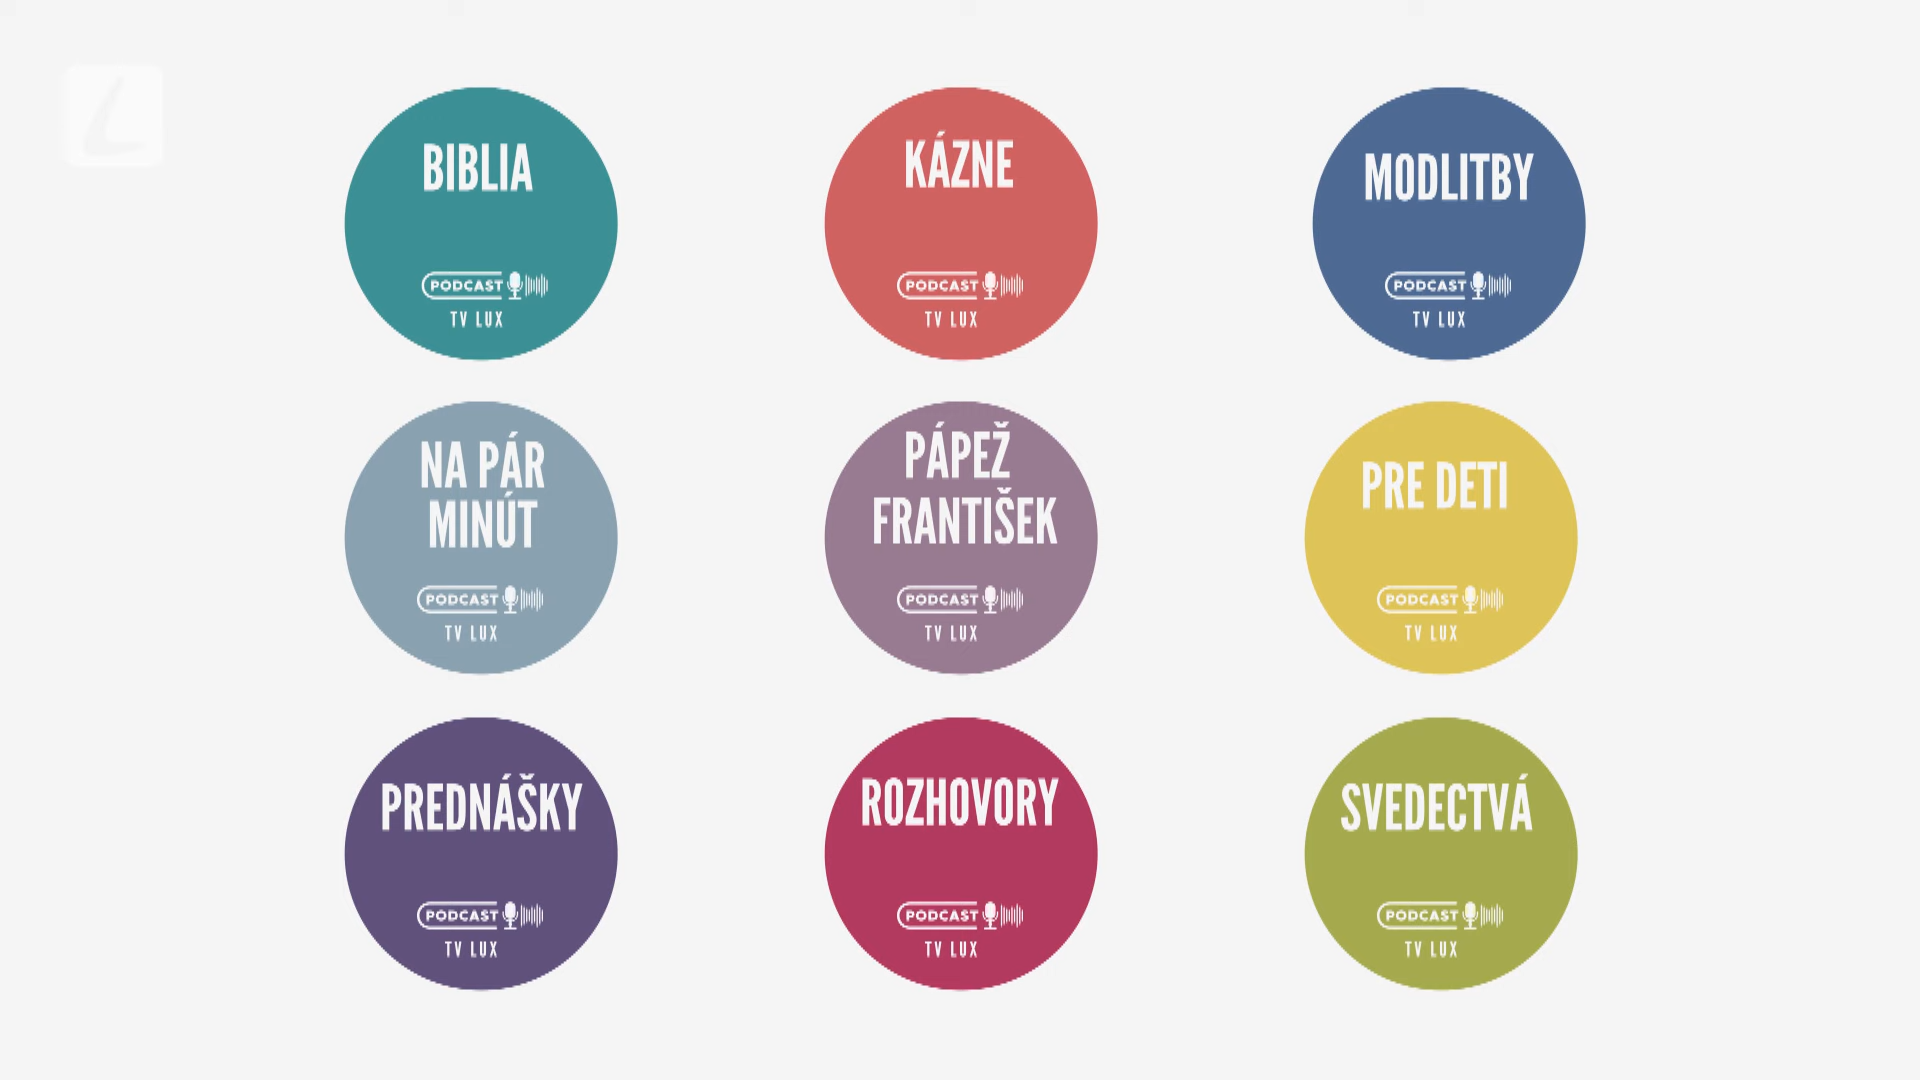 BIBLIA
PODCAST
TV LUX
KÁZNE
PODCAST
TV LUX
MODLITBY
PODCAST
TV LUX
NA PÁR
MINÚT
PODCAST
TV LUX
PÁPEŽ
FRANTIŠEK
PODCAST
TV LUX
PRE DETI
PODCAST
TV LUX
PREDNÁŠKY
PODCAST
TV LUX
ROZHOVORY
PODCAST
TV LUX
SVEDECTVÁ
PODCAST
TV LUX